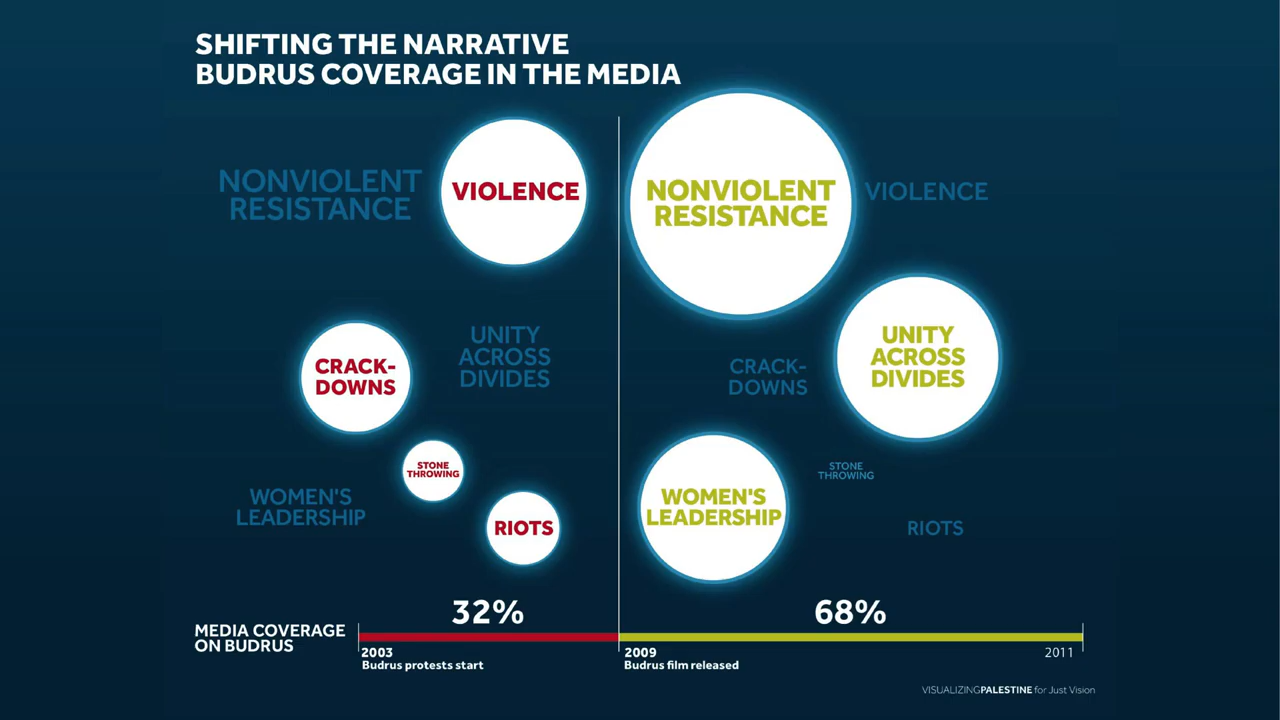 SHIFTING THE NARRATIVE
BUDRUS COVERAGE IN THE MEDIA
NONVIOLENT
RESISTANCE
VIOLENCE
CRACK-
DOWNS
UNITY
ACROSS
DIVIDES
STONE
THROWING
WOMEN'S
LEADERSHIP
RIOTS
NONVIOLENT
RESISTANCE
VIOLENCE
CRACK-
DOWNS
UNITY
ACROSS
DIVIDES
WOMEN'S
LEADERSHIP
STONE
THROWING
RIOTS
32%
68%
MEDIA COVERAGE
ON BUDRUS
2003
Budrus protests start
2009
Budrus film released
2011
VISUALIZINGPALESTINE for Just Vision